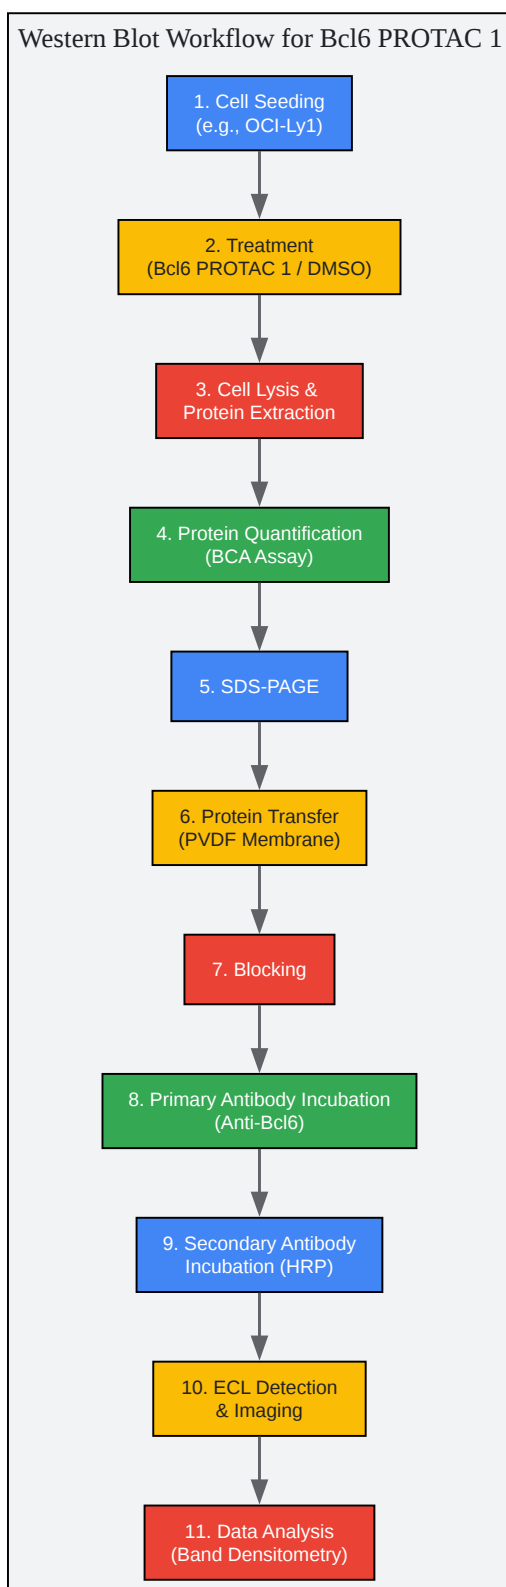 Western Blot Workflow for Bcl6 PROTAC 1
1. Cell Seeding
(e.g., OCI-Ly1)
2. Treatment
(Bcl6 PROTAC 1 / DMSO)
3. Cell Lysis &
Protein Extraction
4. Protein Quantification
(BCA Assay)
5. SDS-PAGE
6. Protein Transfer
(PVDF Membrane)
7. Blocking
8. Primary Antibody Incubation
(Anti-Bcl6)
9. Secondary Antibody
Incubation (HRP)
10. ECL Detection
& Imaging
11. Data Analysis
(Band Densitometry)